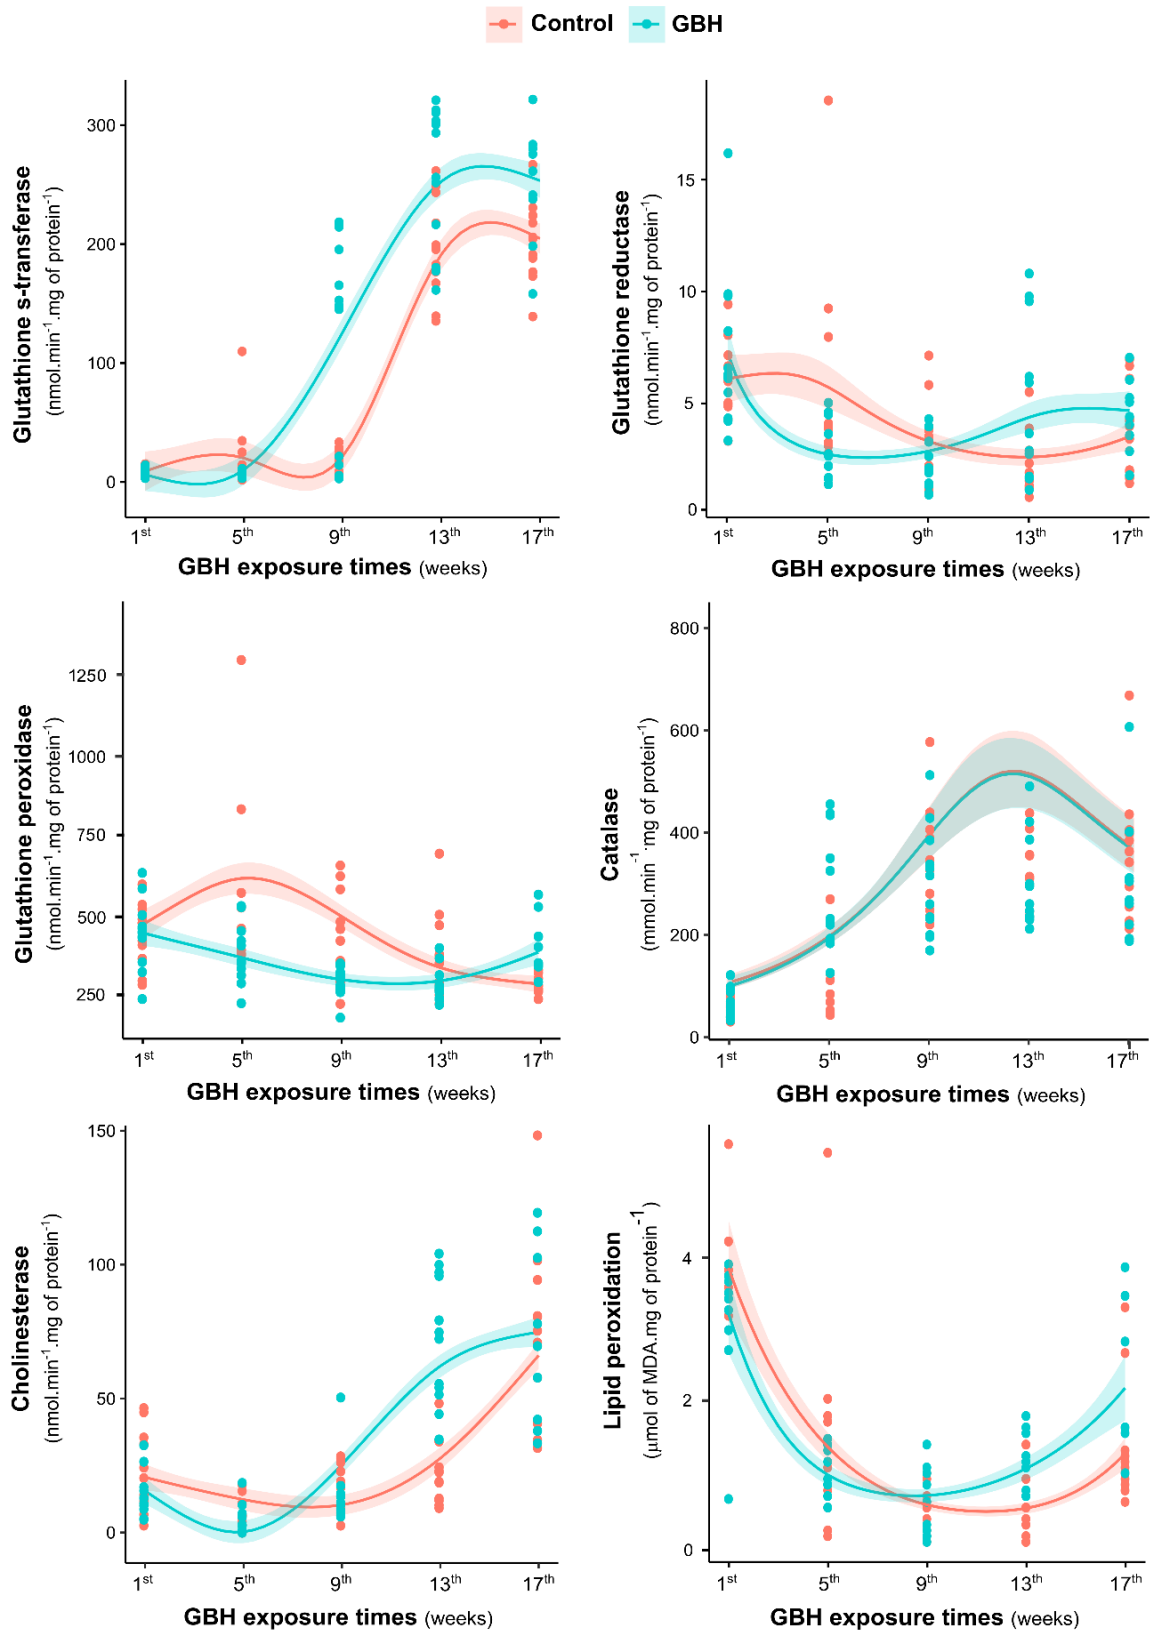 Control GBH
Glutathione s-transferase
(nmol.min⁻¹.mg of protein⁻¹)
300
200
100
0
1st 5th 9th 13th 17th
GBH exposure times (weeks)
Glutathione reductase
(nmol.min⁻¹.mg of protein⁻¹)
15
10
5
0
1st 5th 9th 13th 17th
GBH exposure times (weeks)
Glutathione peroxidase
(nmol.min⁻¹.mg of protein⁻¹)
1250
1000
750
500
250
1st 5th 9th 13th 17th
GBH exposure times (weeks)
Catalase
(nmol.min⁻¹·mg of protein⁻¹)
800
600
400
200
0
1st 5th 9th 13th 17th
GBH exposure times (weeks)
Cholinesterase
(nmol.min⁻¹.mg of protein⁻¹)
150
100
50
0
1st 5th 9th 13th 17th
GBH exposure times (weeks)
Lipid peroxidation
(µmol of MDA.mg of protein⁻¹)
4
2
0
1st 5th 9th 13th 17th
GBH exposure times (weeks)